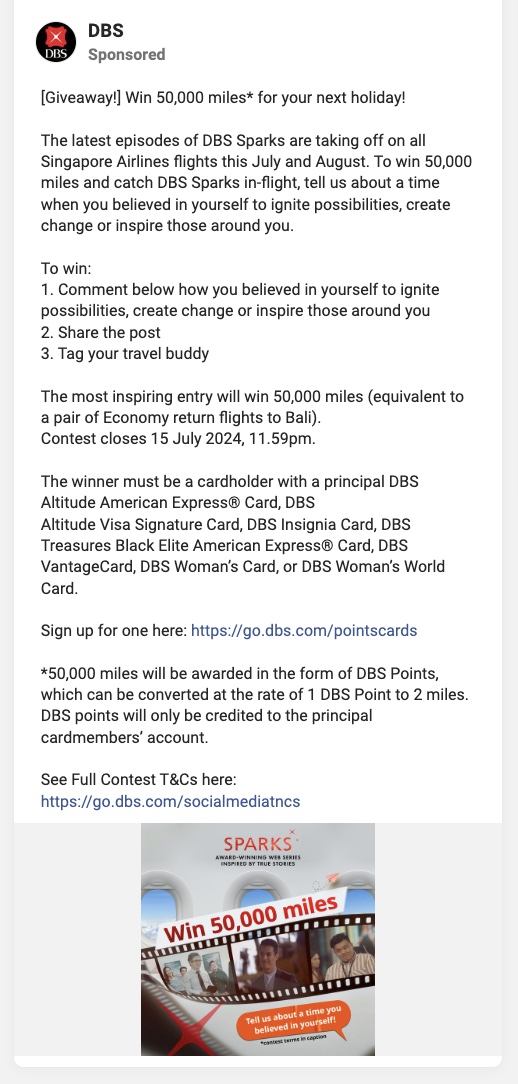 DBS
DBS
Sponsored
[Giveaway!] Win 50,000 miles* for your next holiday!
The latest episodes of DBS Sparks are taking off on all
Singapore Airlines flights this July and August. To win 50,000
miles and catch DBS Sparks in-flight, tell us about a time
when you believed in yourself to ignite possibilities, create
change or inspire those around you.
To win:
1. Comment below how you believed in yourself to ignite
possibilities, create change or inspire those around you
2. Share the post
3. Tag your travel buddy
The most inspiring entry will win 50,000 miles (equivalent to
a pair of Economy return flights to Bali).
Contest closes 15 July 2024, 11.59pm.
The winner must be a cardholder with a principal DBS
Altitude American Express® Card, DBS
Altitude Visa Signature Card, DBS Insignia Card, DBS
Treasures Black Elite American Express® Card, DBS
VantageCard, DBS Woman’s Card, or DBS Woman’s World
Card.
Sign up for one here: https://go.dbs.com/pointscards
*50,000 miles will be awarded in the form of DBS Points,
which can be converted at the rate of 1 DBS Point to 2 miles.
DBS points will only be credited to the principal
cardmembers’ account.
See Full Contest T&Cs here:
https://go.dbs.com/socialmediatncs
SPARKS
AWARD-WINNING WEB SERIES
INSPIRED BY TRUE STORIES
Win 50,000 miles
Tell us about a time you
believed in yourself!
*contest terms in caption